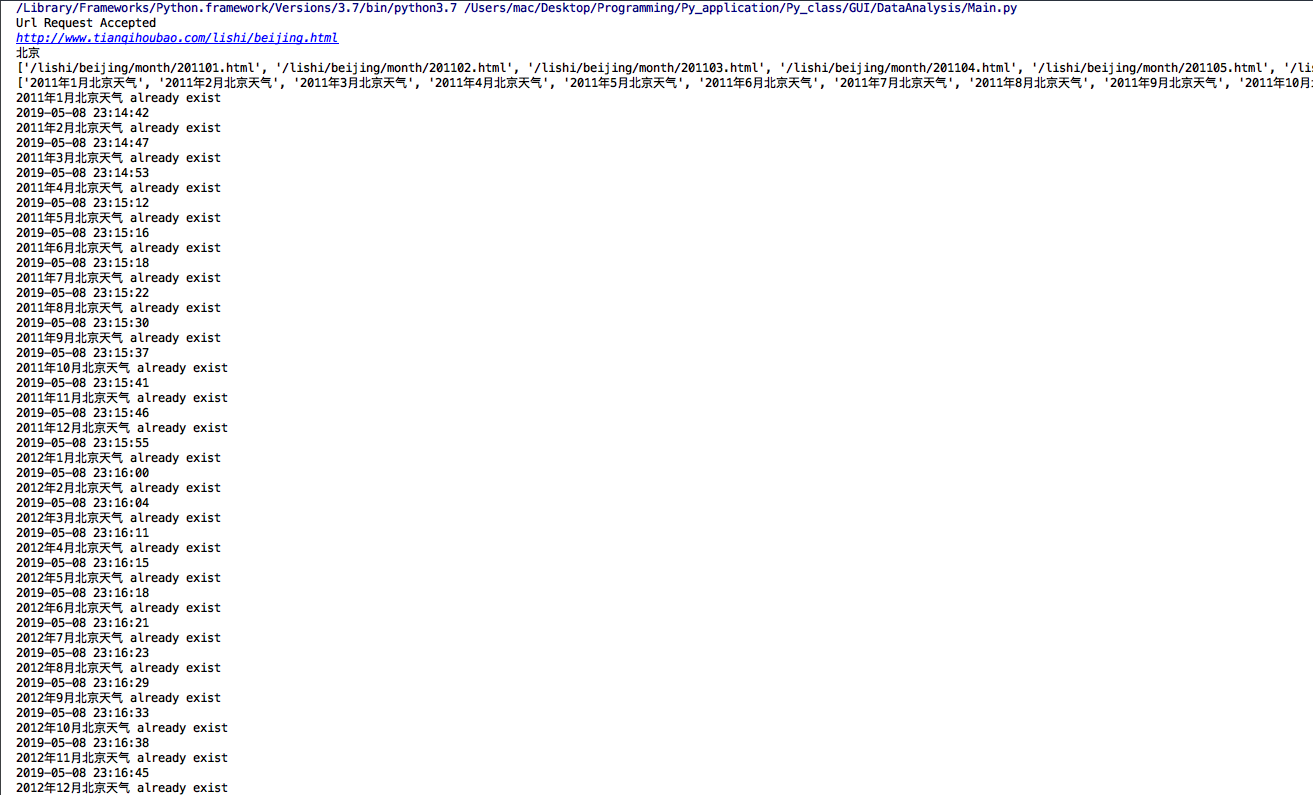 /Library/Frameworks/Python.framework/Versions/3.7/bin/python3.7 /Users/mac/Desktop/Programming/Py_application/Py_class/GUI/DataAnalysis/Main.py
Url Request Accepted
http://www.tianqihoubao.com/lishi/beijing.html
北京
['/lishi/beijing/month/201101.html', '/lishi/beijing/month/201102.html', '/lishi/beijing/month/201103.html', '/lishi/beijing/month/201104.html', '/lishi/beijing/month/201105.html', '/lis
['2011年1月北京天气', '2011年2月北京天气', '2011年3月北京天气', '2011年4月北京天气', '2011年5月北京天气', '2011年6月北京天气', '2011年7月北京天气', '2011年8月北京天气', '2011年9月北京天气', '2011年10月
2011年1月北京天气 already exist
2019-05-08 23:14:42
2011年2月北京天气 already exist
2019-05-08 23:14:47
2011年3月北京天气 already exist
2019-05-08 23:14:53
2011年4月北京天气 already exist
2019-05-08 23:15:12
2011年5月北京天气 already exist
2019-05-08 23:15:16
2011年6月北京天气 already exist
2019-05-08 23:15:18
2011年7月北京天气 already exist
2019-05-08 23:15:22
2011年8月北京天气 already exist
2019-05-08 23:15:30
2011年9月北京天气 already exist
2019-05-08 23:15:37
2011年10月北京天气 already exist
2019-05-08 23:15:41
2011年11月北京天气 already exist
2019-05-08 23:15:46
2011年12月北京天气 already exist
2019-05-08 23:15:55
2012年1月北京天气 already exist
2019-05-08 23:16:00
2012年2月北京天气 already exist
2019-05-08 23:16:04
2012年3月北京天气 already exist
2019-05-08 23:16:11
2012年4月北京天气 already exist
2019-05-08 23:16:15
2012年5月北京天气 already exist
2019-05-08 23:16:18
2012年6月北京天气 already exist
2019-05-08 23:16:21
2012年7月北京天气 already exist
2019-05-08 23:16:23
2012年8月北京天气 already exist
2019-05-08 23:16:29
2012年9月北京天气 already exist
2019-05-08 23:16:33
2012年10月北京天气 already exist
2019-05-08 23:16:38
2012年11月北京天气 already exist
2019-05-08 23:16:45
2012年12月北京天气 already exist